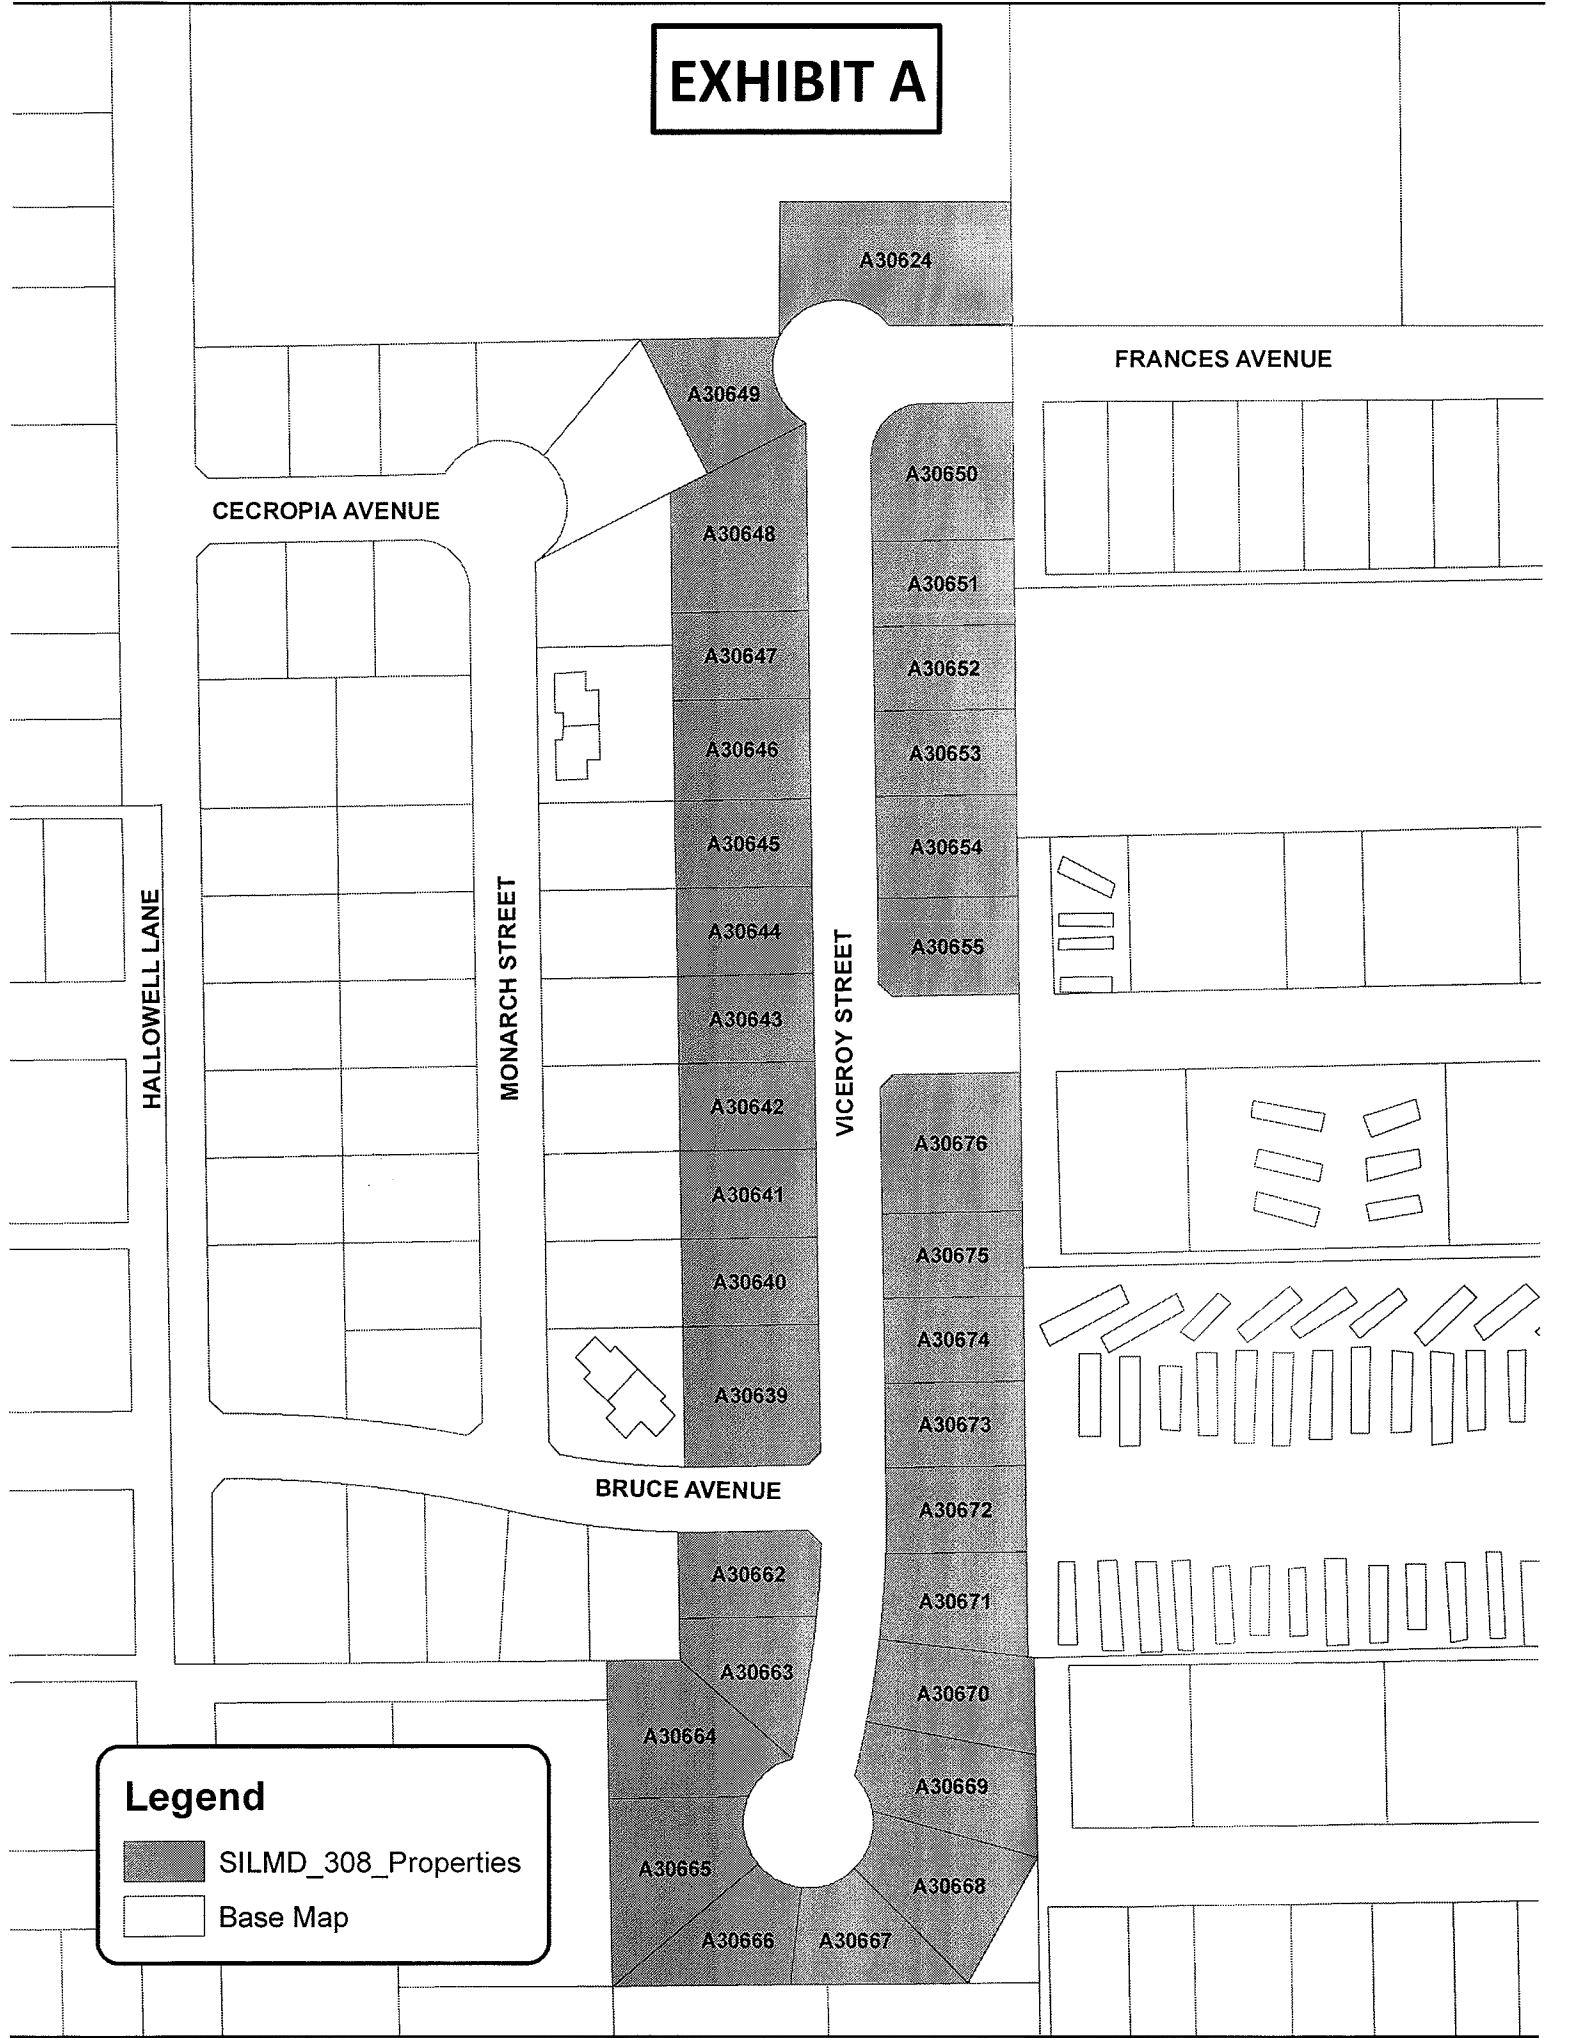 EXHIBIT A
A30624
FRANCES AVENUE
A30649
A30650
CECROPIA AVENUE
A30648
A30651
A30647
A30652
A30646
A30653
A30645
A30654
A30644
A30655
HALLOWELL LANE
MONARCH STREET
VICEROY STREET
A30643
A30642
A30676
A30641
A30675
A30640
A30674
A30639
A30673
BRUCE AVENUE
A30672
A30662
A30671
A30663
A30670
A30664
A30669
A30665
A30668
A30666
A30667
Legend
SILMD_308_Properties
Base Map